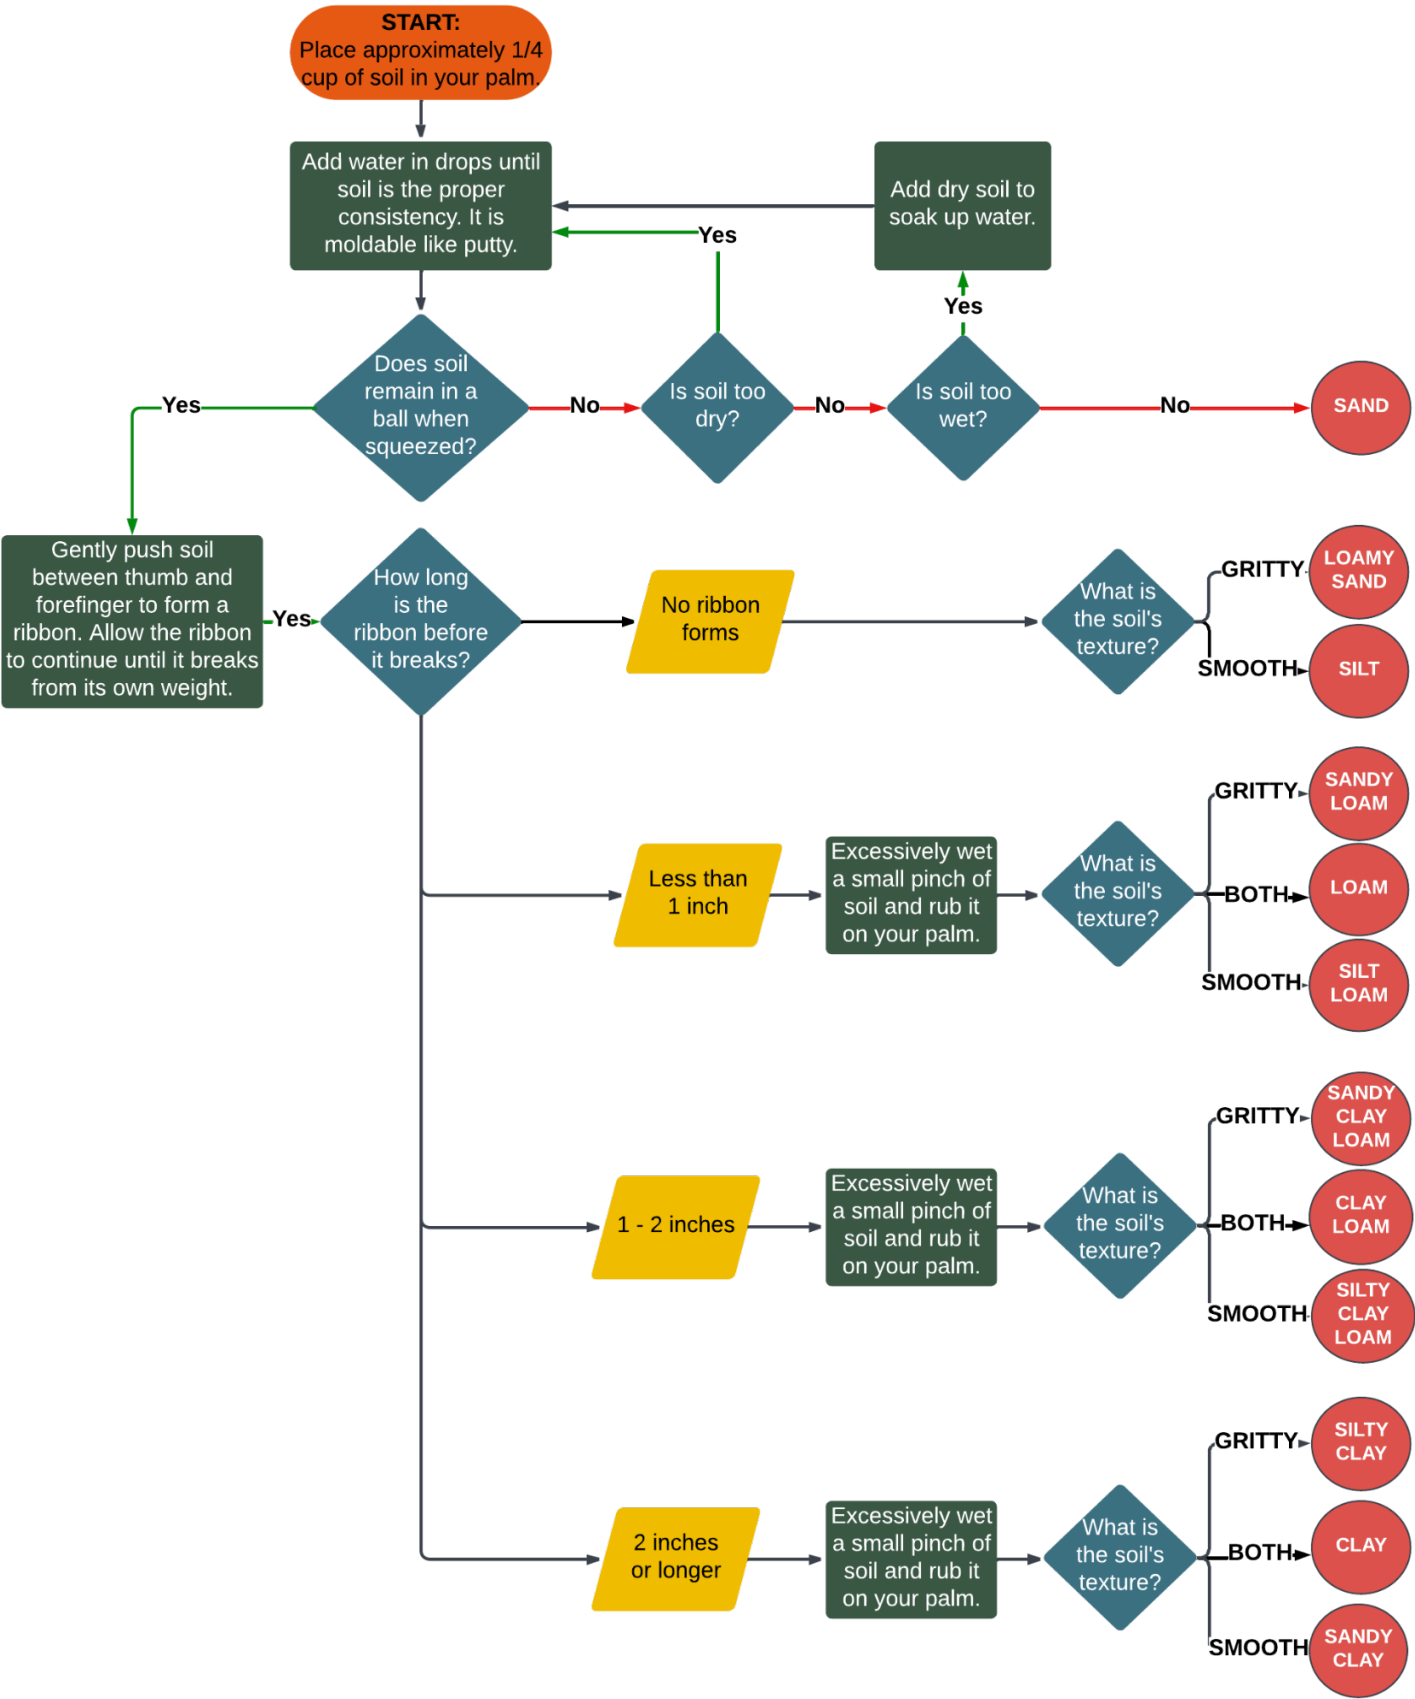 START:
Place approximately 1/4
cup of soil in your palm.
Add water in drops until
soil is the proper
consistency. It is
moldable like putty.
Add dry soil to
soak up water.
Yes
Yes
Does soil
remain in a
ball when
squeezed?
Yes
No
Is soil too
dry?
No
Is soil too
wet?
No
SAND
Gently push soil
between thumb and
forefinger to form a
ribbon. Allow the ribbon
to continue until it breaks
from its own weight.
Yes
How long
is the
ribbon before
it breaks?
No ribbon
forms
What is
the soil's
texture?
GRITTY
LOAMY
SAND
SMOOTH
SILT
Less than
1 inch
Excessively wet
a small pinch of
soil and rub it
on your palm.
What is
the soil's
texture?
GRITTY
SANDY
LOAM
BOTH
LOAM
SMOOTH
SILT
LOAM
1 - 2 inches
Excessively wet
a small pinch of
soil and rub it
on your palm.
What is
the soil's
texture?
GRITTY
SANDY
CLAY
LOAM
BOTH
CLAY
LOAM
SMOOTH
SILTY
CLAY
LOAM
2 inches
or longer
Excessively wet
a small pinch of
soil and rub it
on your palm.
What is
the soil's
texture?
GRITTY
SILTY
CLAY
BOTH
CLAY
SMOOTH
SANDY
CLAY